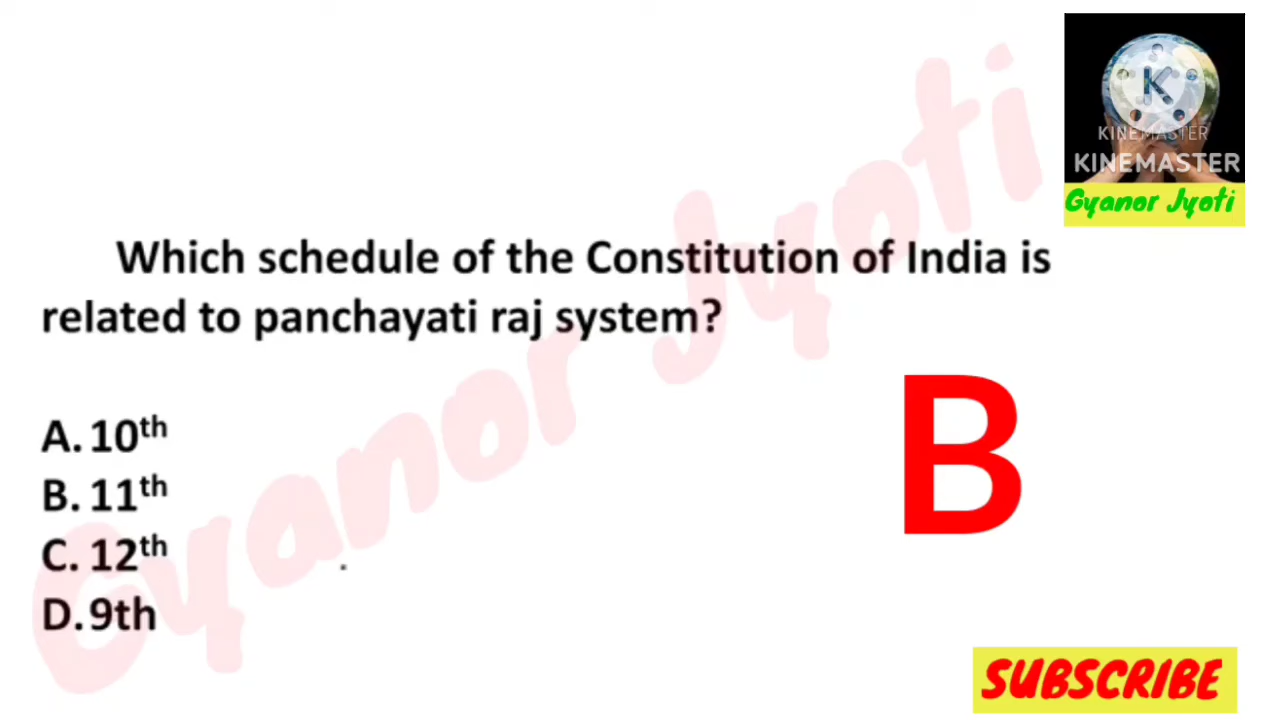 KINEMASTER
KINEMASTER
Gyanor Jyoti
Gyanor Jyoti
Which schedule of the Constitution of India is
related to panchayati raj system?
A. 10th
B. 11th
C. 12th
D. 9th
B
SUBSCRIBE